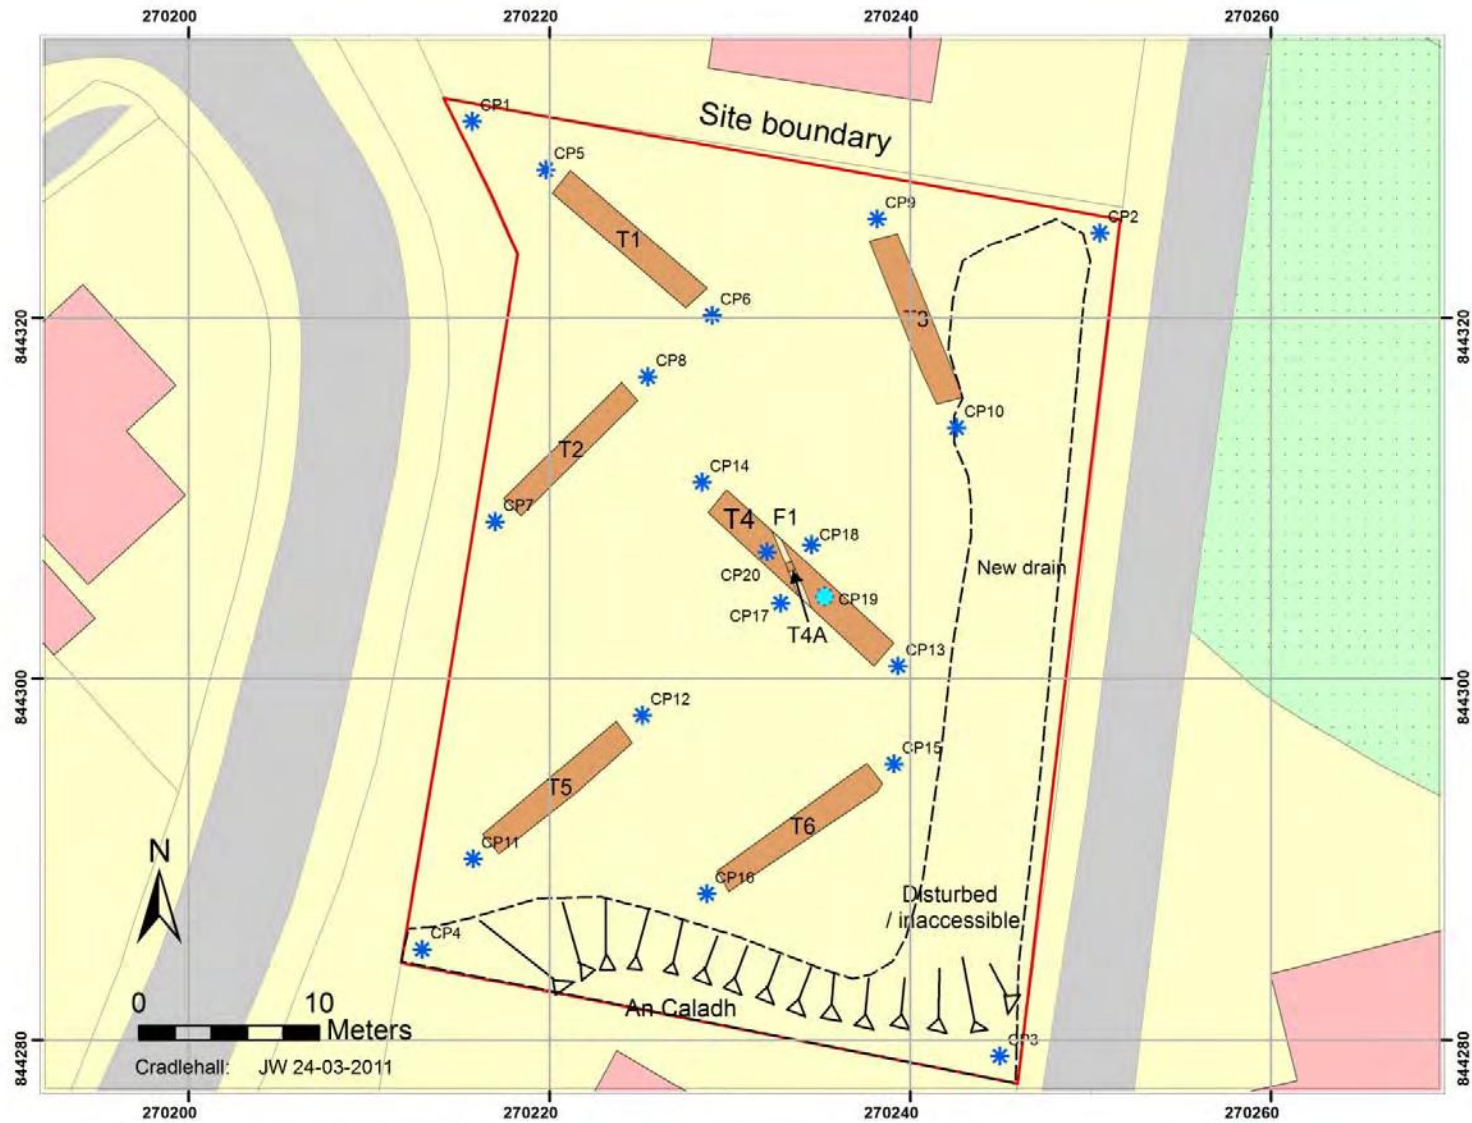 270200
270220
270240
270260
CP1
Site boundary
CP5
CP9
CP2
T1
CP6
844320
T3
844320
CP8
CP10
T2
CP14
CP7
T4
F1
CP18
CP20
New drain
CP19
CP17
T4A
CP13
844300
844300
CP12
CP15
T5
T6
CP11
N
CP16
Disturbed
/ inaccessible
CP4
0
10
An Caladh
Meters
CP3
844280
844280
Cradlehall: JW 24-03-2011
270200
270220
270240
270260